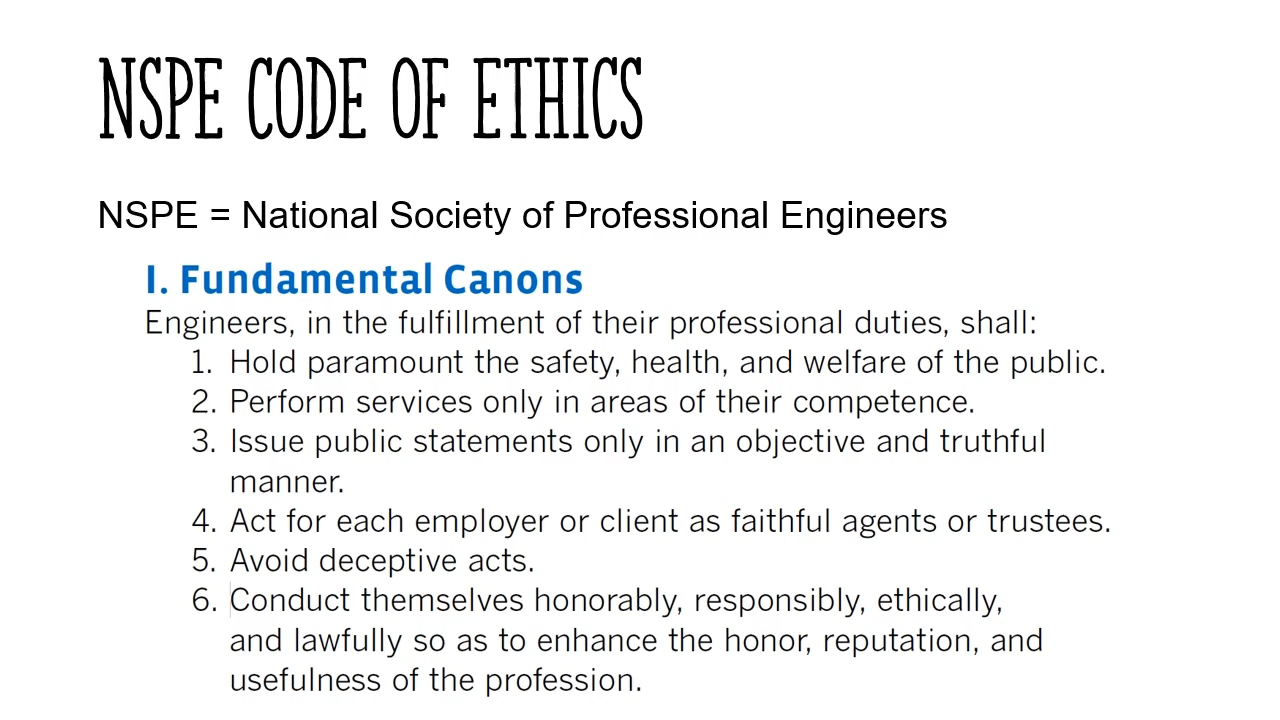 NSPE CODE OF ETHICS
NSPE = National Society of Professional Engineers
I. Fundamental Canons
Engineers, in the fulfillment of their professional duties, shall:
1. Hold paramount the safety, health, and welfare of the public.
2. Perform services only in areas of their competence.
3. Issue public statements only in an objective and truthful
manner.
4. Act for each employer or client as faithful agents or trustees.
5. Avoid deceptive acts.
6. Conduct themselves honorably, responsibly, ethically,
and lawfully so as to enhance the honor, reputation, and
usefulness of the profession.